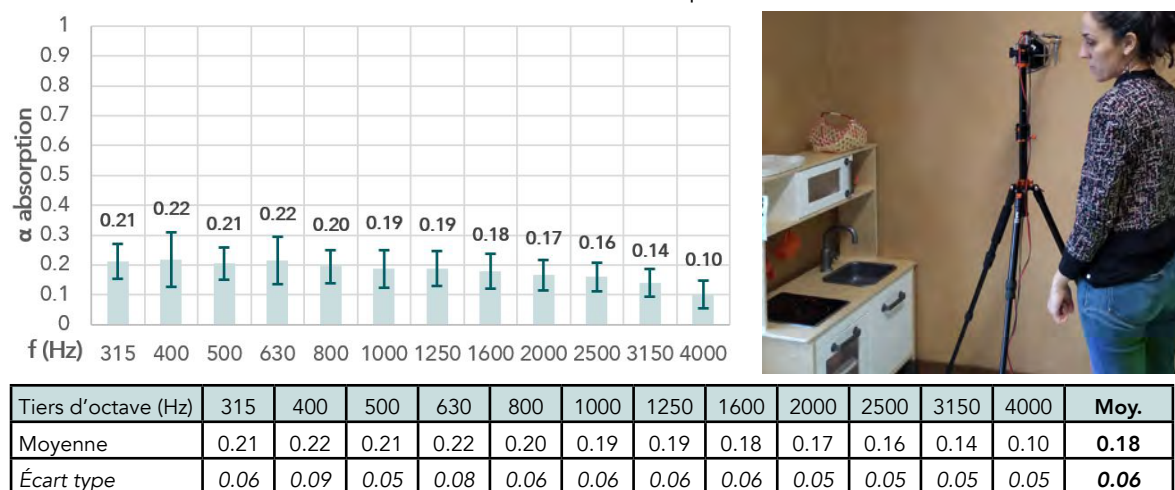 1
0.9
0.8
0.7
0.6
0.5
0.4
0.3
0.2
0.1
0
α absorption
0.21 0.22 0.21 0.22 0.20 0.19 0.19 0.18 0.17 0.16 0.14 0.10
f (Hz) 315 400 500 630 800 1000 1250 1600 2000 2500 3150 4000
Tiers d'octave (Hz) 315 400 500 630 800 1000 1250 1600 2000 2500 3150 4000 Moy.
Moyenne 0.21 0.22 0.21 0.22 0.20 0.19 0.19 0.18 0.17 0.16 0.14 0.10 0.18
Écart type 0.06 0.09 0.05 0.08 0.06 0.06 0.06 0.06 0.05 0.05 0.05 0.05 0.06